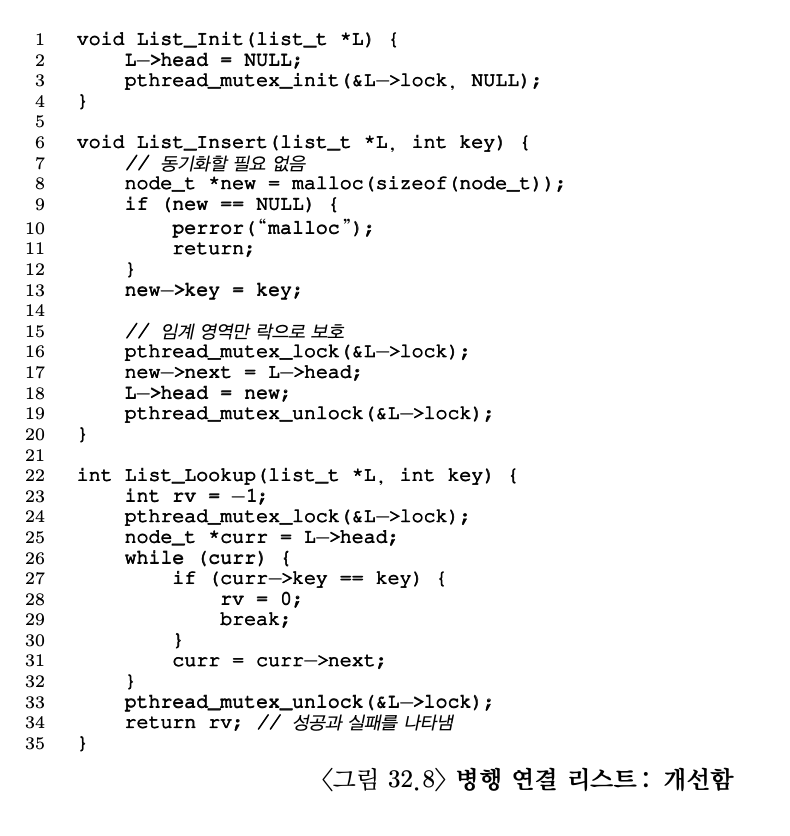 1 void List_Init(list_t *L) {
2 L->head = NULL;
3 pthread_mutex_init(&L->lock, NULL);
4 }
5
6 void List_Insert(list_t *L, int key) {
7 // 동기화할 필요 없음
8 node_t *new = malloc(sizeof(node_t));
9 if (new == NULL) {
10 perror(“malloc”);
11 return;
12 }
13 new->key = key;
14
15 // 임계 영역만 락으로 보호
16 pthread_mutex_lock(&L->lock);
17 new->next = L->head;
18 L->head = new;
19 pthread_mutex_unlock(&L->lock);
20 }
21
22 int List_Lookup(list_t *L, int key) {
23 int rv = -1;
24 pthread_mutex_lock(&L->lock);
25 node_t *curr = L->head;
26 while (curr) {
27 if (curr->key == key) {
28 rv = 0;
29 break;
30 }
31 curr = curr->next;
32 }
33 pthread_mutex_unlock(&L->lock);
34 return rv; // 성공과 실패를 나타냄
35 }
〈그림 32.8〉 병행 연결 리스트: 개선함